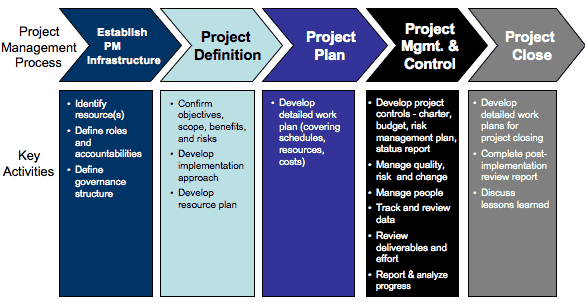 Project
Management
Process
Establish
PM
Infrastructure
Project
Definition
Project
Plan
Project
Mgmt. &
Control
Project
Close
Key
Activities
• Identify
resource(s)
• Define roles
and
accountabilities
• Define
governance
structure
• Confirm
objectives,
scope, benefits,
and risks
• Develop
implementation
approach
• Develop
resource plan
• Develop
detailed work
plan (covering
schedules,
resources,
costs)
• Develop project
controls - charter,
budget, risk
management plan,
status report
• Manage quality,
risk and change
• Manage people
• Track and review
data
• Review
deliverables and
effort
• Report & analyze
progress
• Develop
detailed work
plans for
project closing
• Complete post-
implementation
review report
• Discuss
lessons learned